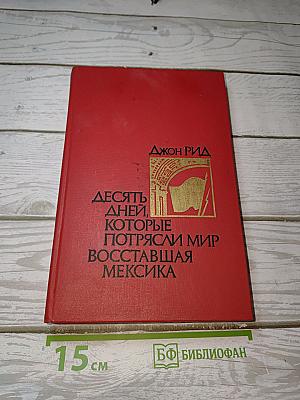 Джон РИД
ДЕСЯТЬ
ДНЕЙ,
КОТОРЫЕ
ПОТРЯСЛИ МИР
ВОССТАВШАЯ
МЕКСИКА
15 см
БФ БИБЛИОФАН